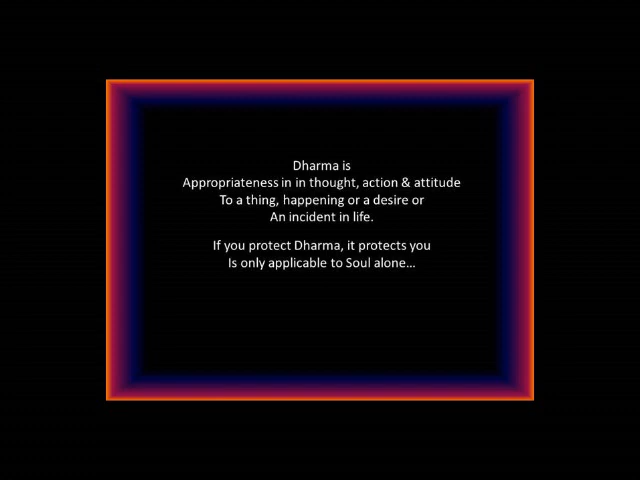 Dharma is
Appropriateness in in thought, action & attitude
To a thing, happening or a desire or
An incident in life.
If you protect Dharma, it protects you
Is only applicable to Soul alone...